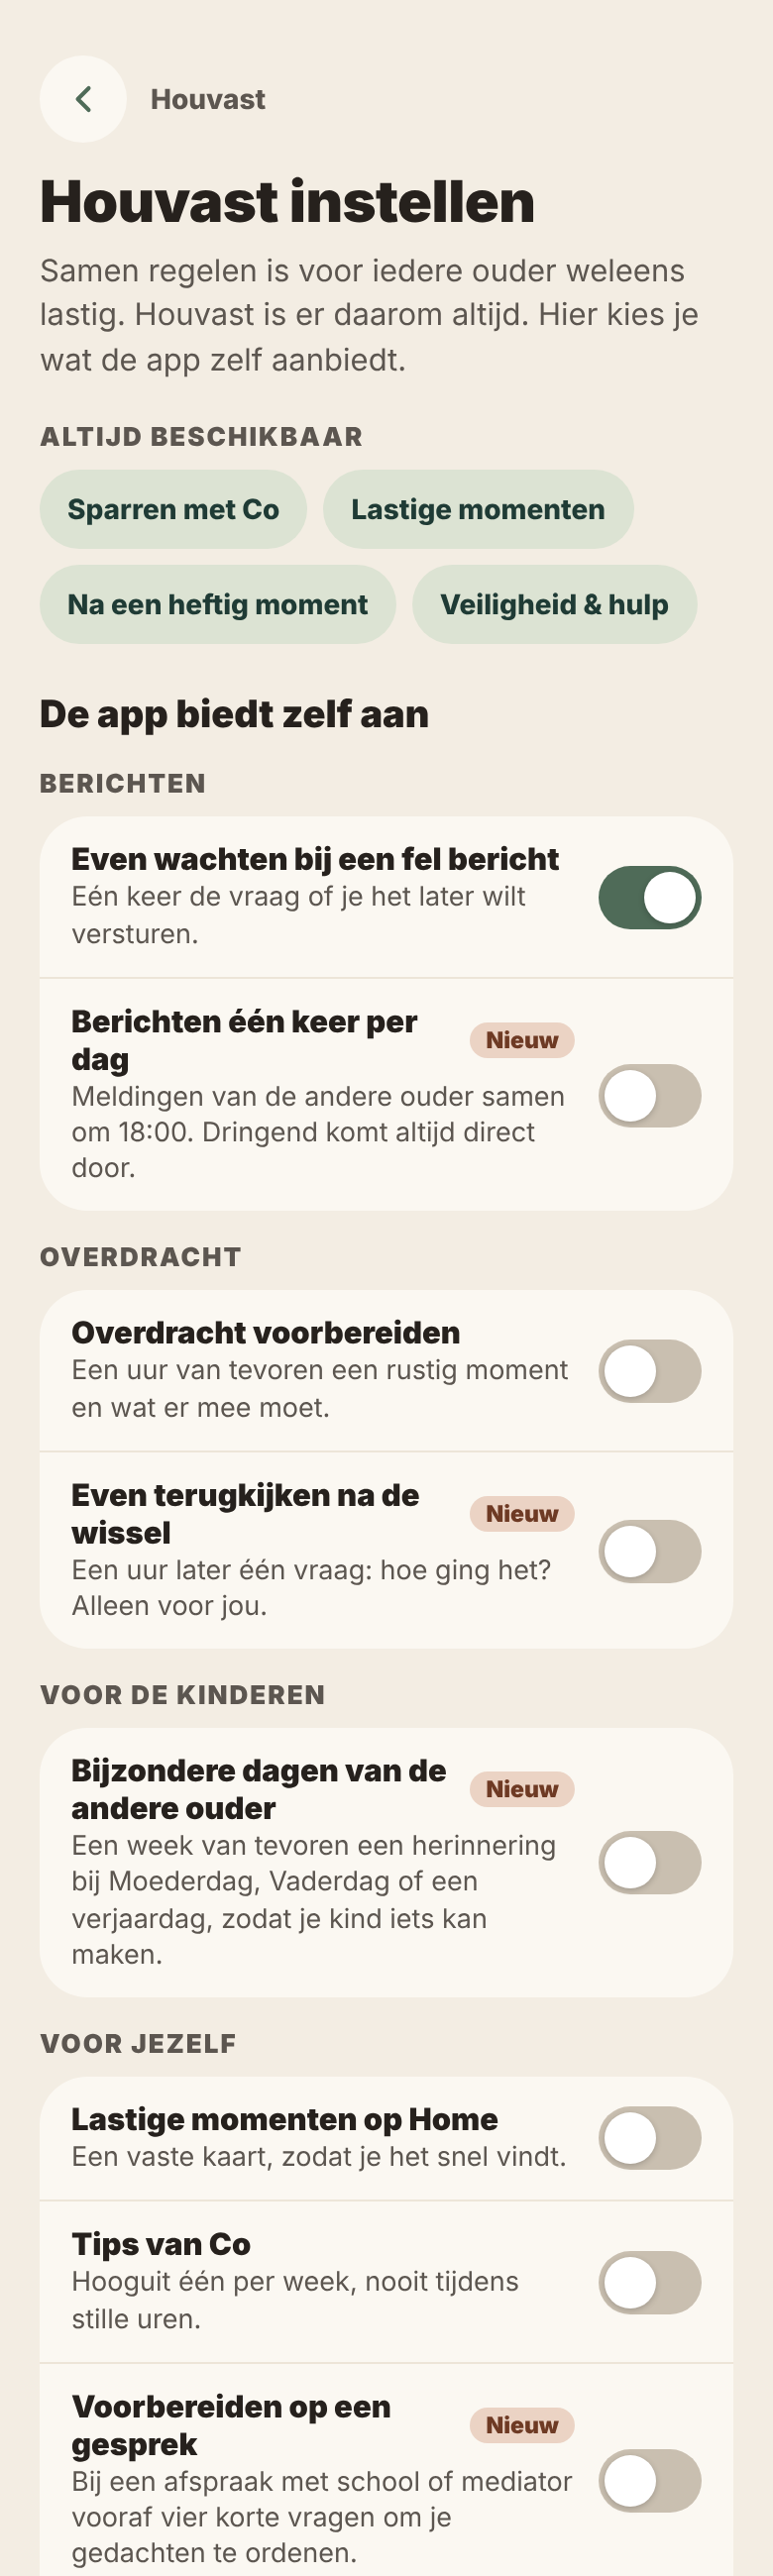 Houvast
Houvast instellen
Samen regelen is voor iedere ouder weleens
lastig. Houvast is er daarom altijd. Hier kies je
wat de app zelf aanbiedt.
ALTIJD BESCHIKBAAR
Sparren met Co
Lastige momenten
Na een heftig moment
Veiligheid & hulp
De app biedt zelf aan
BERICHTEN
Even wachten bij een fel bericht
Eén keer de vraag of je het later wilt
versturen.
Berichten één keer per
dag
Nieuw
Meldingen van de andere ouder samen
om 18:00. Dringend komt altijd direct
door.
OVERDRACHT
Overdracht voorbereiden
Een uur van tevoren een rustig moment
en wat er mee moet.
Even terugkijken na de
wissel
Nieuw
Een uur later één vraag: hoe ging het?
Alleen voor jou.
VOOR DE KINDEREN
Bijzondere dagen van de
andere ouder
Nieuw
Een week van tevoren een herinnering
bij Moederdag, Vaderdag of een
verjaardag, zodat je kind iets kan
maken.
VOOR JEZELF
Lastige momenten op Home
Een vaste kaart, zodat je het snel vindt.
Tips van Co
Hooguit één per week, nooit tijdens
stille uren.
Voorbereiden op een
gesprek
Nieuw
Bij een afspraak met school of mediator
vooraf vier korte vragen om je
gedachten te ordenen.